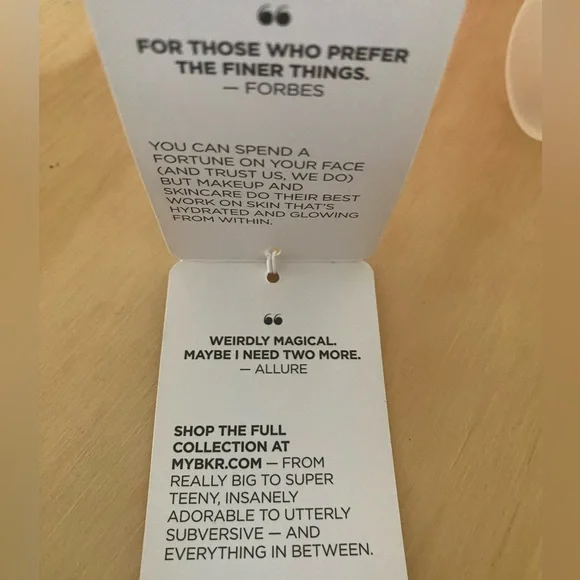 ❝
FOR THOSE WHO PREFER
THE FINER THINGS.
— FORBES
YOU CAN SPEND A
FORTUNE ON YOUR FACE
(AND TRUST US, WE DO)
BUT MAKEUP AND
SKINCARE DO THEIR BEST
WORK ON SKIN THAT'S
HYDRATED AND GLOWING
FROM WITHIN.
❝
WEIRDLY MAGICAL.
MAYBE I NEED TWO MORE.
— ALLURE
SHOP THE FULL
COLLECTION AT
MYBKR.COM — FROM
REALLY BIG TO SUPER
TEENY, INSANELY
ADORABLE TO UTTERLY
SUBVERSIVE — AND
EVERYTHING IN BETWEEN.